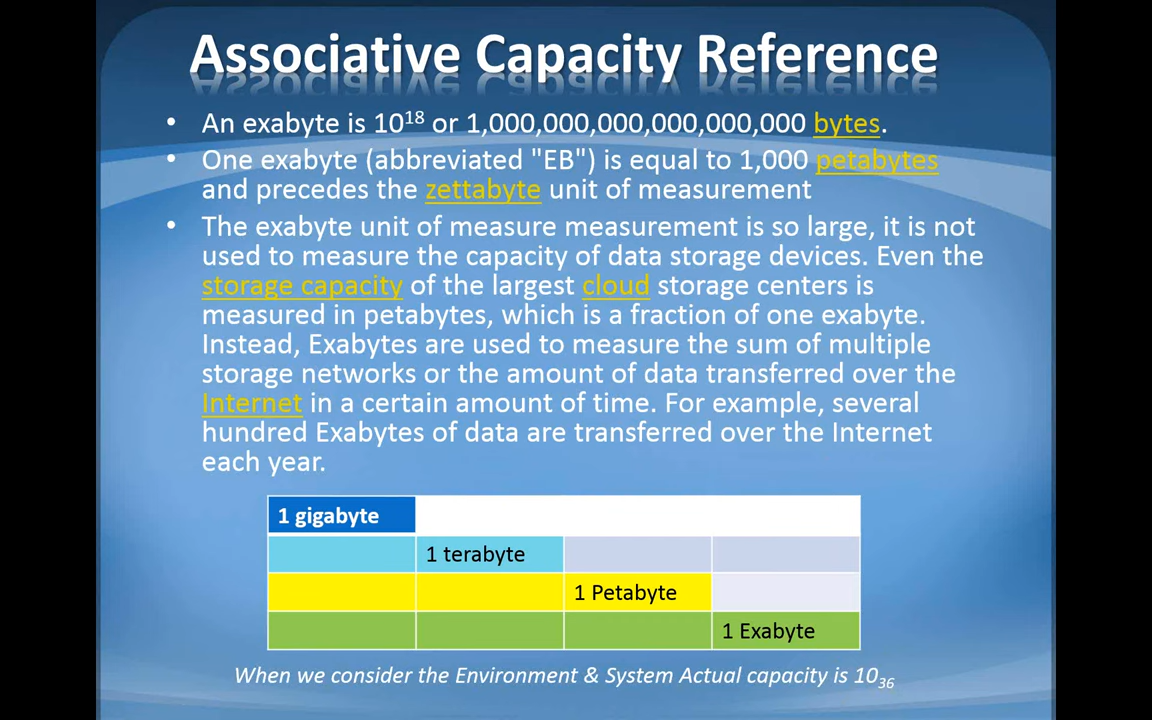 Associative Capacity Reference
• An exabyte is 10¹⁸ or 1,000,000,000,000,000,000 bytes.
• One exabyte (abbreviated "EB") is equal to 1,000 petabytes
and precedes the zettabyte unit of measurement
• The exabyte unit of measure measurement is so large, it is not
used to measure the capacity of data storage devices. Even the
storage capacity of the largest cloud storage centers is
measured in petabytes, which is a fraction of one exabyte.
Instead, Exabytes are used to measure the sum of multiple
storage networks or the amount of data transferred over the
Internet in a certain amount of time. For example, several
hundred Exabytes of data are transferred over the Internet
each year.
1 gigabyte
1 terabyte
1 Petabyte
1 Exabyte
When we consider the Environment & System Actual capacity is 10₃₆